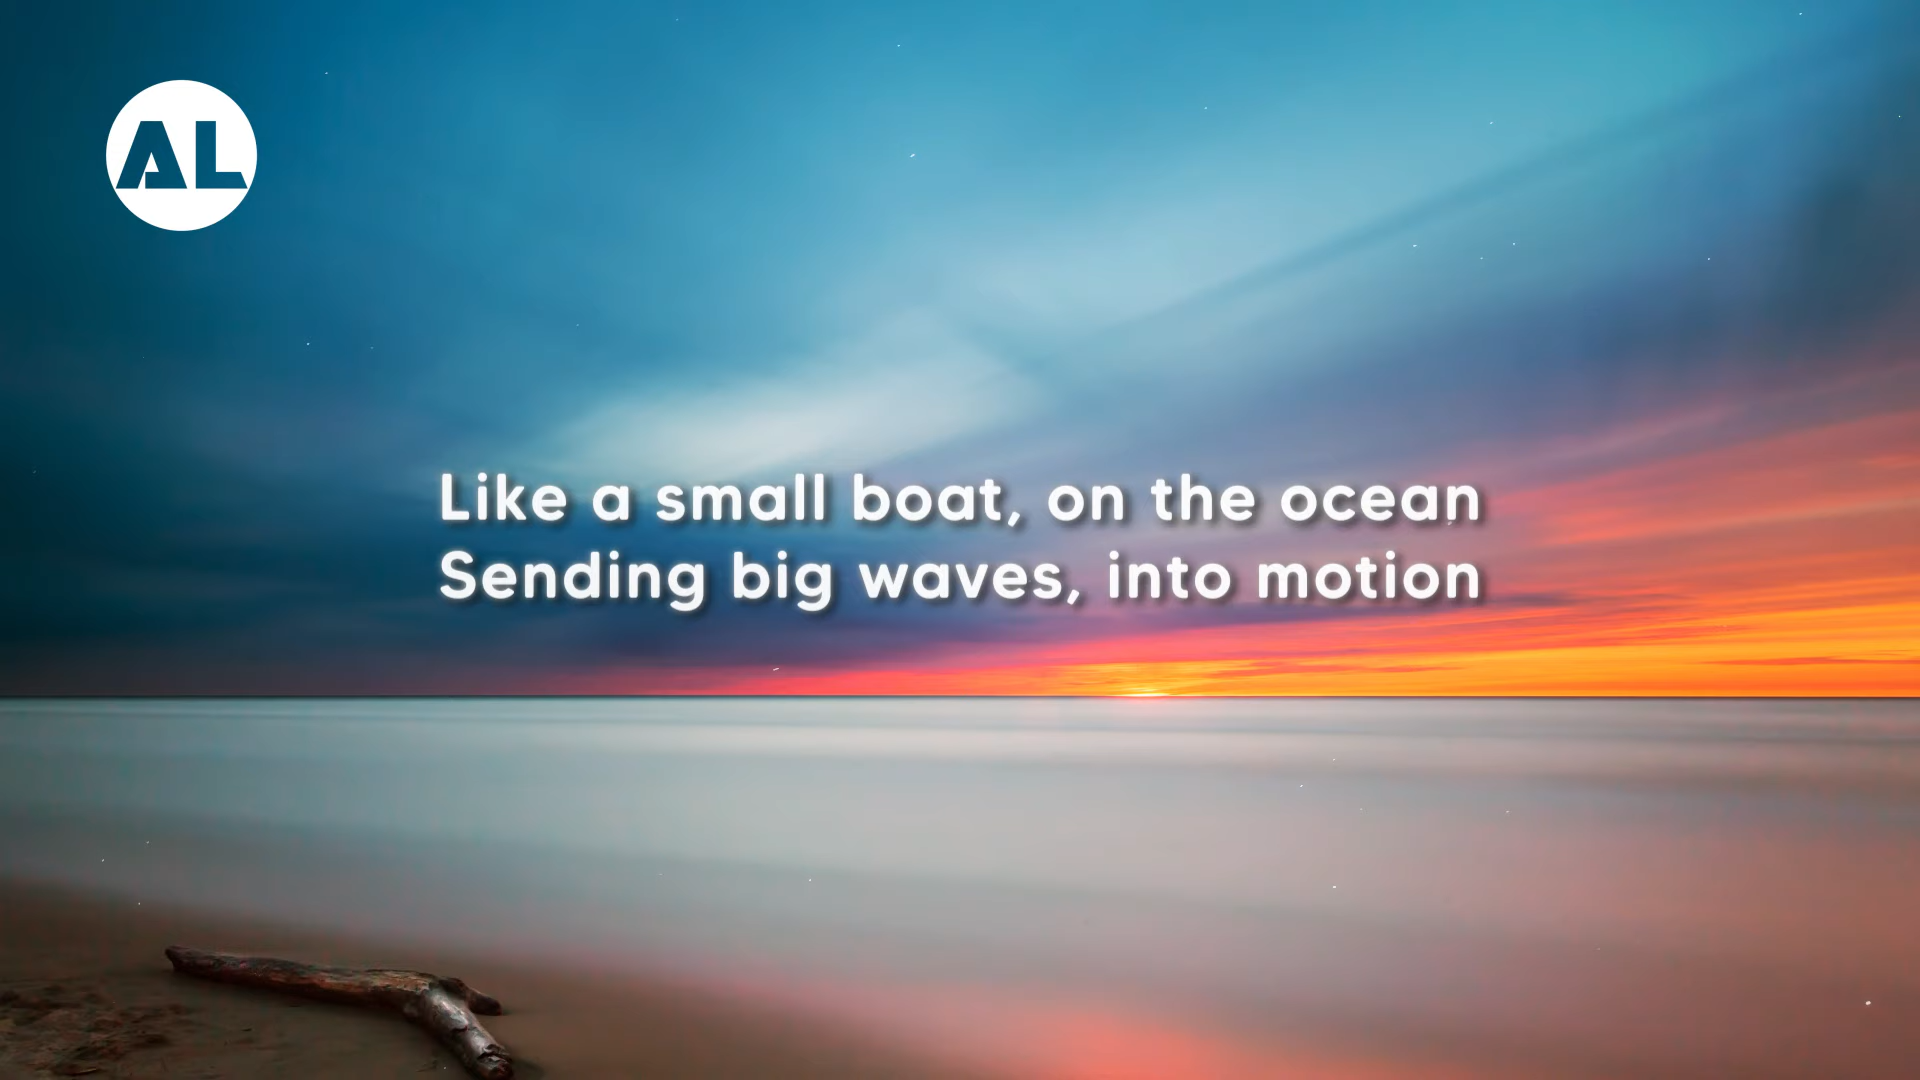 AL
Like a small boat, on the ocean
Sending big waves, into motion